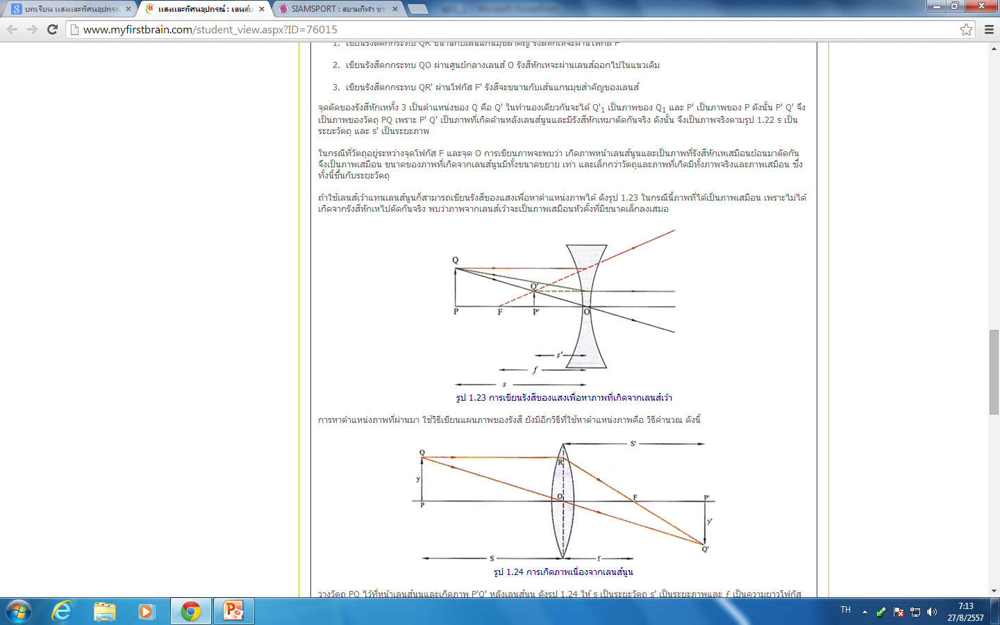 บทเรียน แสงและทัศนอุปกรณ์
แสงและทัศนอุปกรณ์ : เลนส์บ
SIAMSPORT : สยามกีฬา ข่าว
www.myfirstbrain.com/student_view.aspx?ID=76015
1. เขียนรังสีตกกระทบ QR ขนานกับเส้นแกนมุขสำคัญ รังสีหักเหจะผ่านโฟกัส F
2. เขียนรังสีตกกระทบ QO ผ่านศูนย์กลางเลนส์ O รังสีหักเหจะผ่านเลนส์ออกไปในแนวเดิม
3. เขียนรังสีตกกระทบ QR' ผ่านโฟกัส F' รังสีจะขนานกับเส้นแกนมุขสำคัญของเลนส์
จุดตัดของรังสีหักเหทั้ง 3 เป็นตำแหน่งของ Q คือ Q' ในทำนองเดียวกันจะได้ Q'1 เป็นภาพของ Q1 และ P' เป็นภาพของ P ดังนั้น P' Q' จึง
เป็นภาพของวัตถุ PQ เพราะ P' Q' เป็นภาพที่เกิดด้านหลังเลนส์นูนและมีรังสีหักเหมาตัดกันจริง ดังนั้น จึงเป็นภาพจริงตามรูป 1.22 s เป็น
ระยะวัตถุ และ s' เป็นระยะภาพ
ในกรณีที่วัตถุอยู่ระหว่างจุดโฟกัส F และจุด O การเขียนภาพจะพบว่า เกิดภาพหน้าเลนส์นูนและเป็นภาพที่รังสีหักเหเสมือนย้อนมาตัดกัน
จึงเป็นภาพเสมือน ขนาดของภาพที่เกิดจากเลนส์นูนมีทั้งขนาดขยาย เท่า และเล็กกว่าวัตถุและภาพที่เกิดมีทั้งภาพจริงและภาพเสมือน ซึ่ง
ทั้งนี้ขึ้นกับระยะวัตถุ
ถ้าใช้เลนส์เว้าแทนเลนส์นูนก็สามารถเขียนรังสีของแสงเพื่อหาตำแหน่งภาพได้ ดังรูป 1.23 ในกรณีนี้ภาพที่ได้เป็นภาพเสมือน เพราะไม่ได้
เกิดจากรังสีหักเหไปตัดกันจริง พบว่าภาพจากเลนส์เว้าจะเป็นภาพเสมือนหัวตั้งที่มีขนาดเล็กลงเสมอ
Q
Q'
P F P' O
s'
f
s
รูป 1.23 การเขียนรังสีของแสงเพื่อหาภาพที่เกิดจากเลนส์เว้า
การหาตำแหน่งภาพที่ผ่านมา ใช้วิธีเขียนแผนภาพของรังสี ยังมีอีกวิธีที่ใช้หาตำแหน่งภาพคือ วิธีคำนวณ ดังนี้
S'
Q
R
y
O F P'
P
y'
Q'
S f
รูป 1.24 การเกิดภาพเนื่องจากเลนส์นูน
วางวัตถุ PQ ไว้ที่หน้าเลนส์นูนและเกิดภาพ P'Q' หลังเลนส์นูน ดังรูป 1.24 ให้ s เป็นระยะวัตถุ s' เป็นระยะภาพและ f เป็นความยาวโฟกัส
TH
7:13
27/8/2557